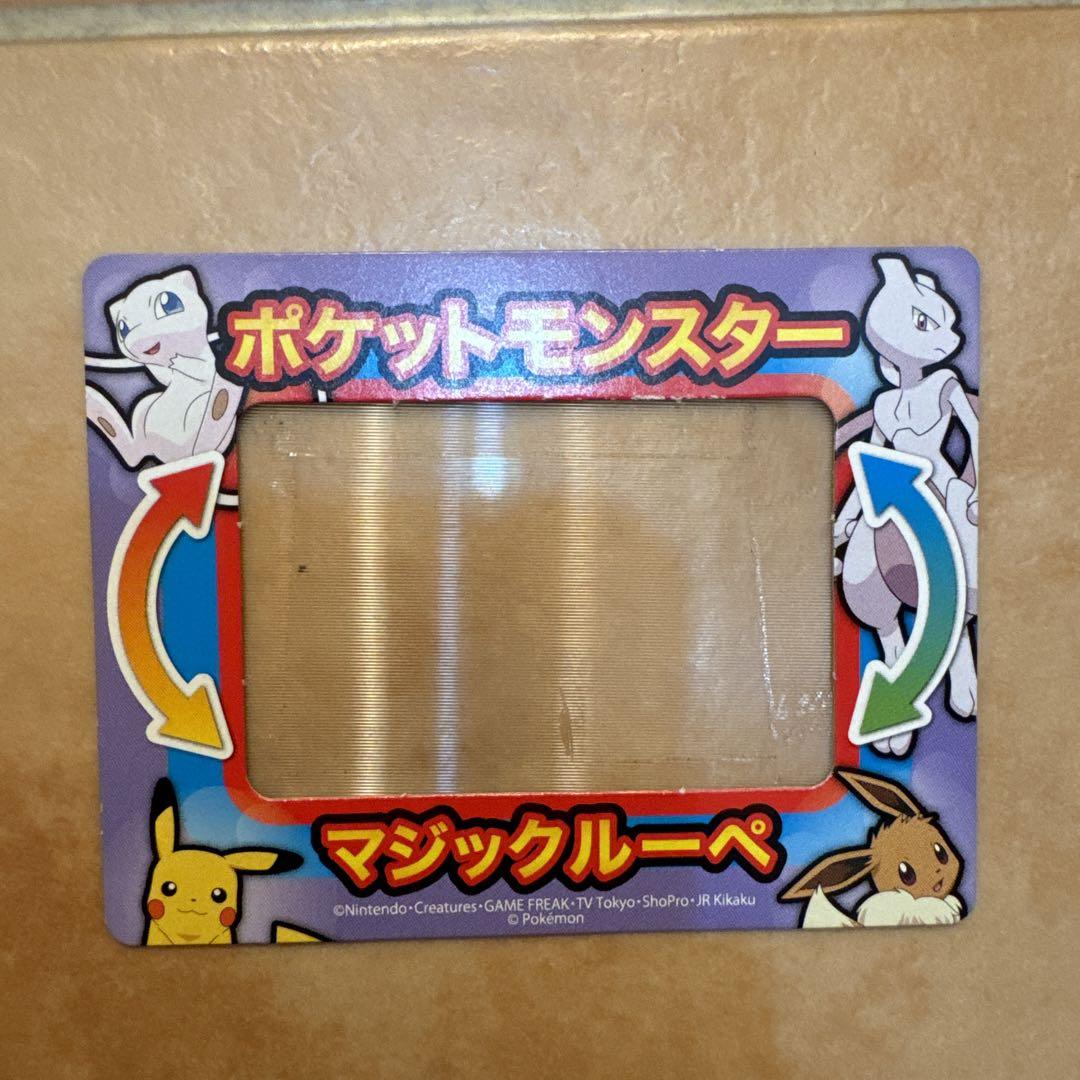 ポケットモンスター
マジックルーペ
©Nintendo・Creatures・GAME FREAK・TV Tokyo・ShoPro・JR Kikaku
© Pokémon